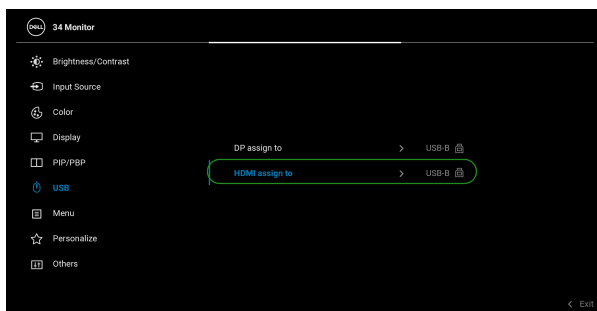 DELL 34 Monitor
Brightness/Contrast
Input Source
Color
Display
DP assign to > USB-B
PIP/PBP
HDMI assign to > USB-B
USB
Menu
Personalize
Others
< Exit